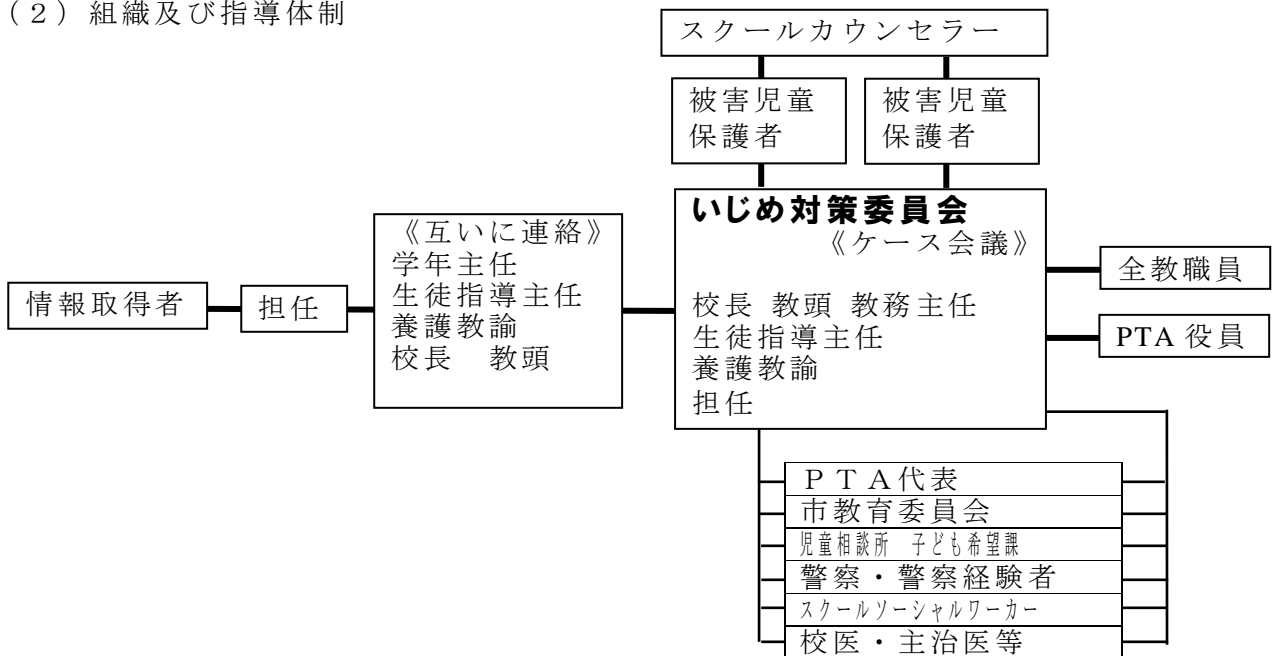 （２）組織及び指導体制
スクールカウンセラー
被害児童
保護者
被害児童
保護者
いじめ対策委員会
《ケース会議》
校長 教頭 教務主任
生徒指導主任
養護教諭
担任
《互いに連絡》
学年主任
生徒指導主任
養護教諭
校長　教頭
情報取得者
担任
全教職員
PTA 役員
ＰＴＡ代表
市教育委員会
児童相談所　子ども希望課
警察・警察経験者
スクールソーシャルワーカー
校医・主治医等